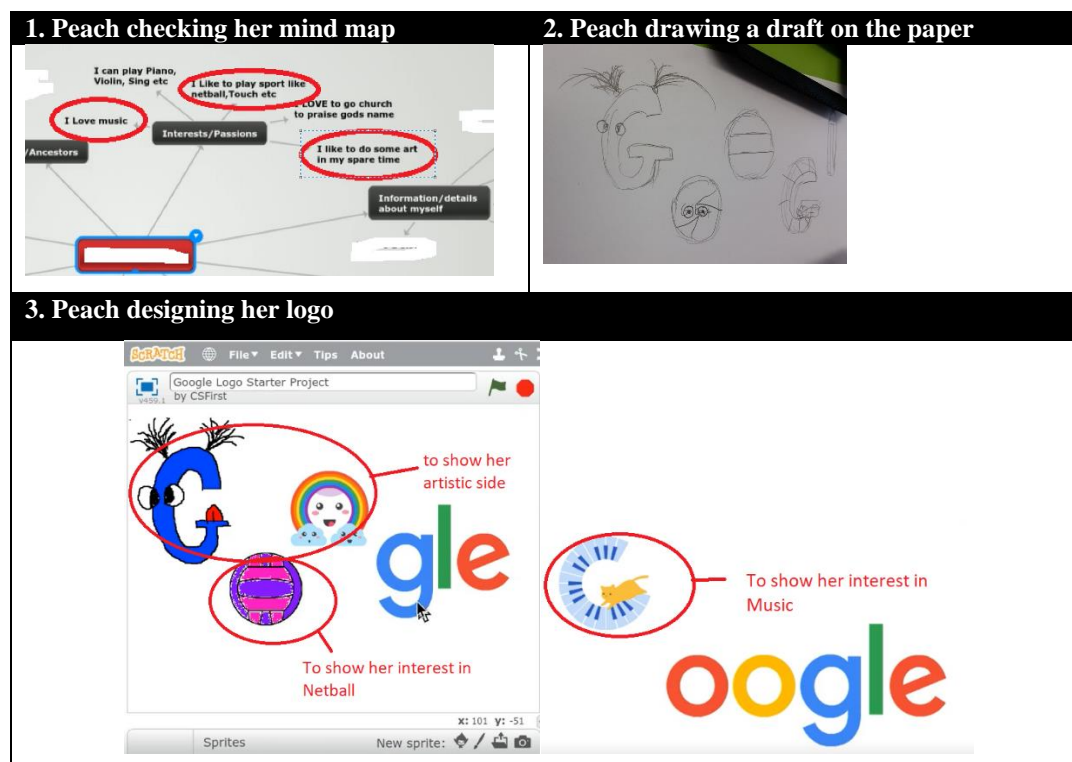 1. Peach checking her mind map
I can play Piano,
Violin, Sing etc
I Like to play sport like
netball,Touch etc
I Love music
Interests/Passions
LOVE to go church
to praise gods name
/Ancestors
I like to do some art
in my spare time
Information/details
about myself
2. Peach drawing a draft on the paper
G
G
3. Peach designing her logo
SCRATCH File Edit Tips About
Google Logo Starter Project
by CSFirst
v459.1
G
to show her
artistic side
gle
To show her interest in
Netball
x: 101 y: -51
Sprites New sprite:
G
To show her interest in
Music
oogle